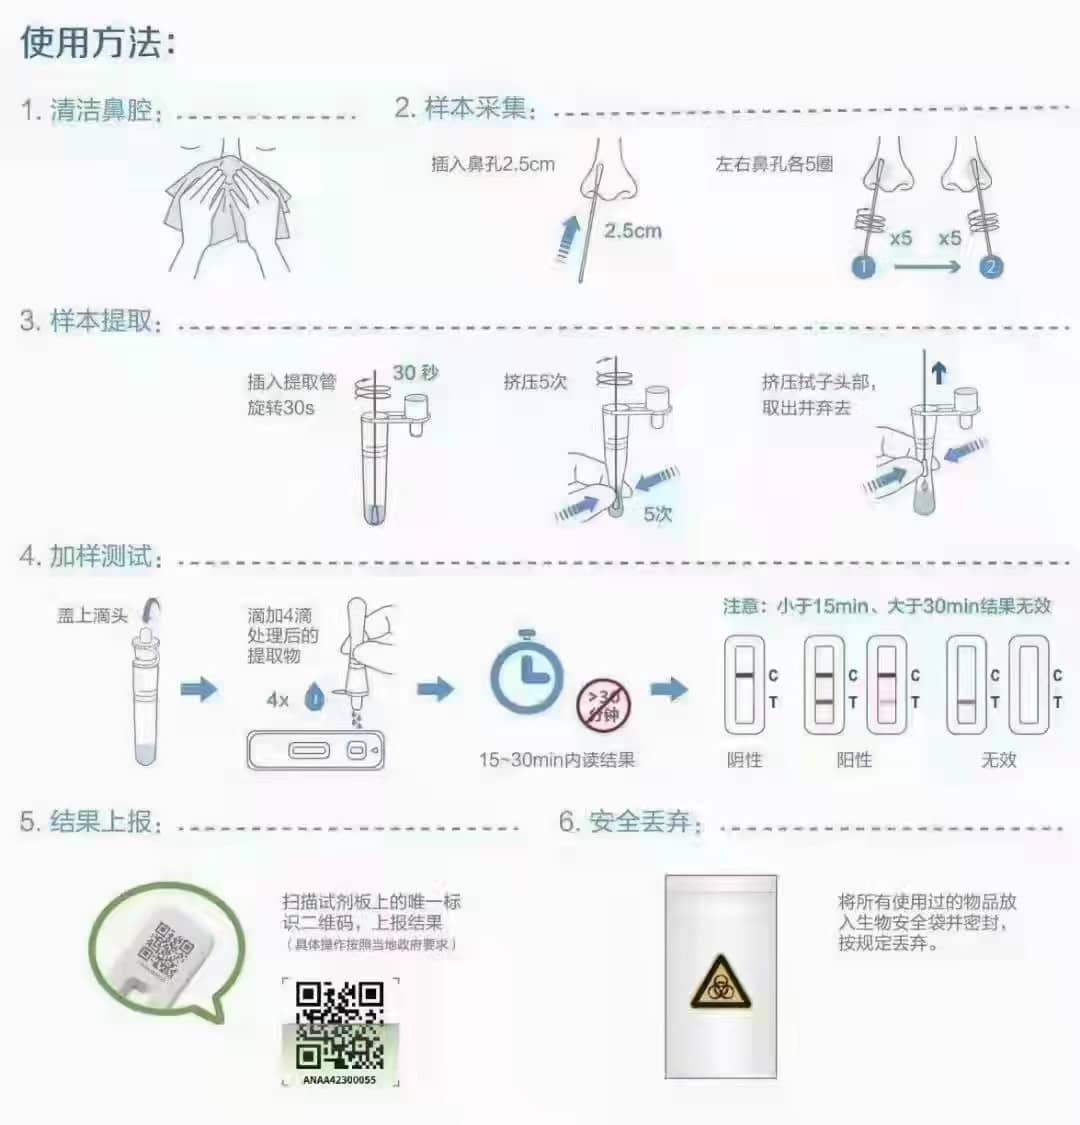 使用方法：
1. 清洁鼻腔：
2. 样本采集：
插入鼻孔2.5cm
2.5cm
左右鼻孔各5圈
x5 x5
1 2
3. 样本提取：
插入提取管
旋转30s
30 秒
挤压5次
5次
挤压拭子头部，
取出并弃去
4. 加样测试：
盖上滴头
滴加4滴
处理后的
提取物
4x
>30
分钟
15~30min内读结果
注意：小于15min、大于30min结果无效
C C C C C
T T T T T
阴性 阳性 无效
5. 结果上报：
扫描试剂板上的唯一标
识二维码，上报结果
（具体操作按照当地政府要求）
ANAA42300055
6. 安全丢弃：
将所有使用过的物品放
入生物安全袋并密封，
按规定丢弃。